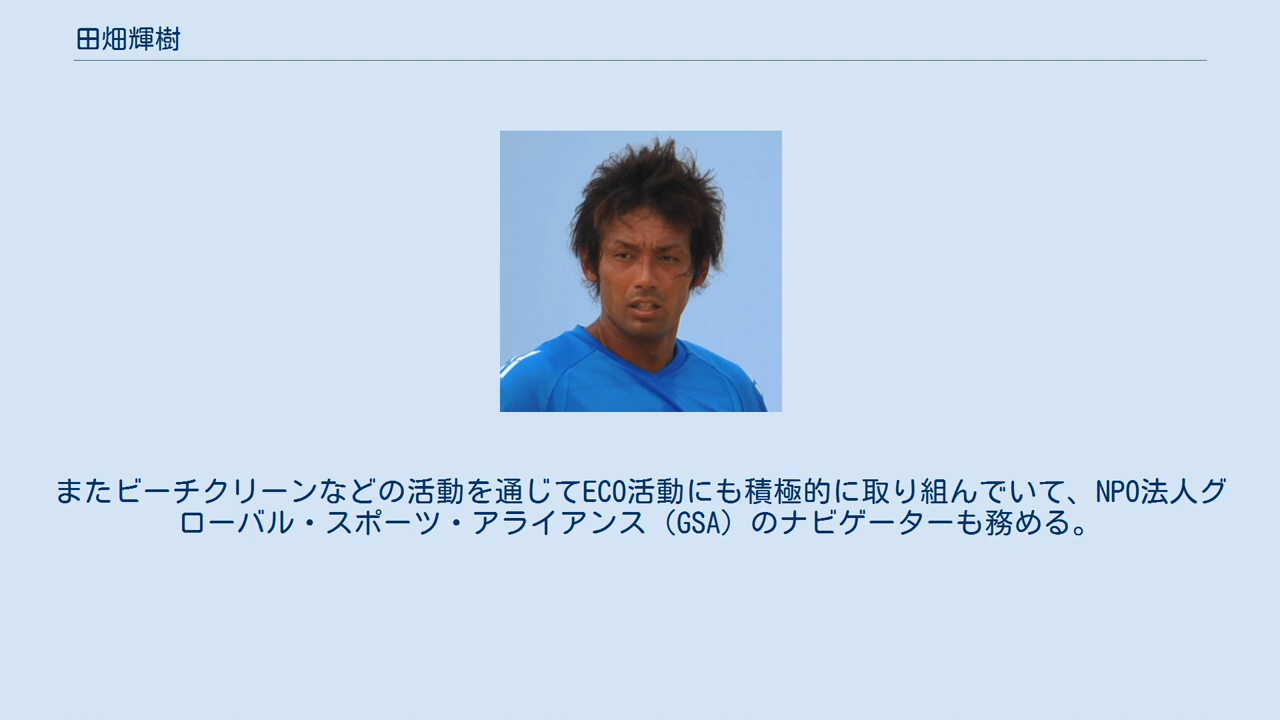 田畑輝樹
またビーチクリーンなどの活動を通じてECO活動にも積極的に取り組んでいて、NPO法人グ
ローバル・スポーツ・アライアンス（GSA）のナビゲーターも務める。